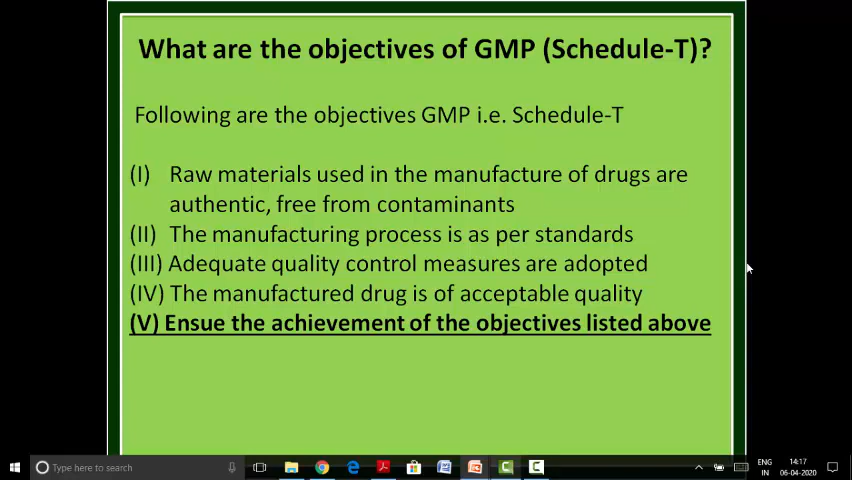 What are the objectives of GMP (Schedule-T)?
Following are the objectives GMP i.e. Schedule-T
(I) Raw materials used in the manufacture of drugs are
authentic, free from contaminants
(II) The manufacturing process is as per standards
(III) Adequate quality control measures are adopted
(IV) The manufactured drug is of acceptable quality
(V) Ensue the achievement of the objectives listed above
Type here to search
ENG
IN
14:17
06-04-2020